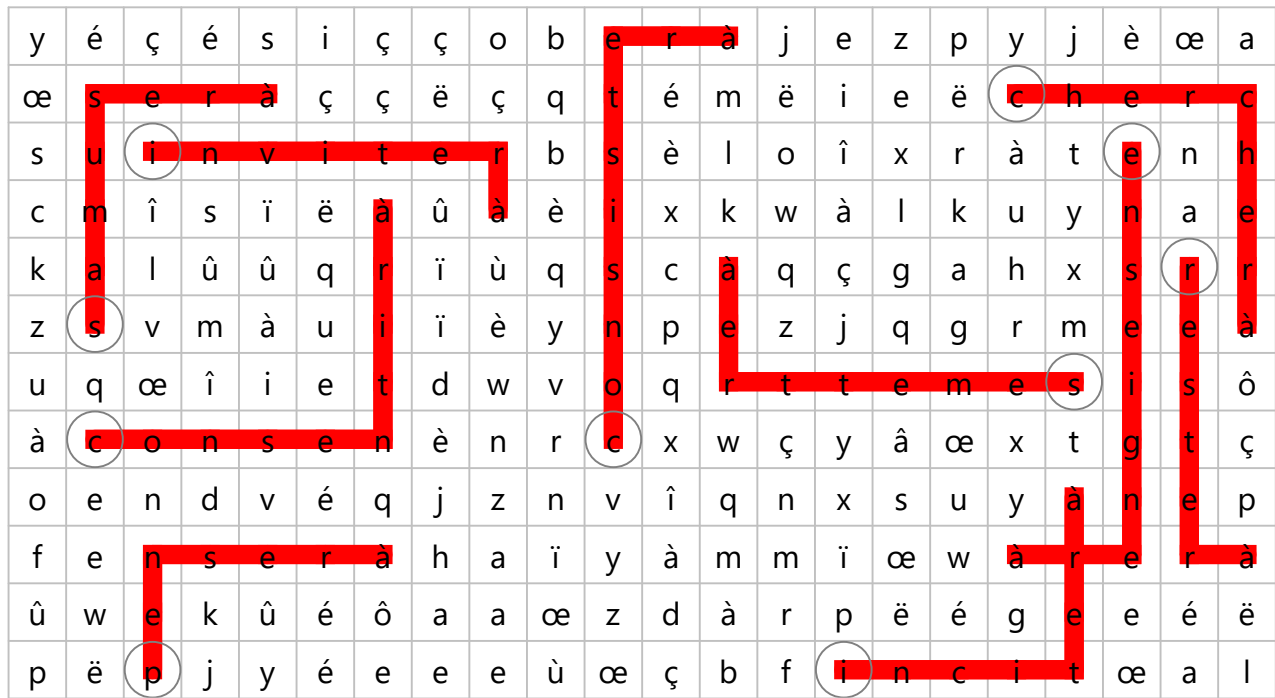 y é ç é s i ç ç o b e r à j e z p y j è œ a
œ s e r à ç ç ë ç q t é m ë i e ë c h e r c
s u i n v i t e r b s è l o î x r à t e n h
c m î s ï ë à û à è i x k w à l k u y n a e
k a l û û q r ï ù q s c à q ç g a h x s r r
z s v m à u i ï è y n p e z j q g r m e e à
u q œ î i e t d w v o q r t t e m e s i s ô
à c o n s e n è n r c x w ç y â œ x t g t ç
o e n d v é q j z n v î q n x s u y à n e p
f e n s e r à h a ï y à m m ï œ w à r e r à
û w e k û é ô a a œ z d à r p ë é g e e é ë
p ë p j y é e e e ù œ ç b f i n c i t œ a l